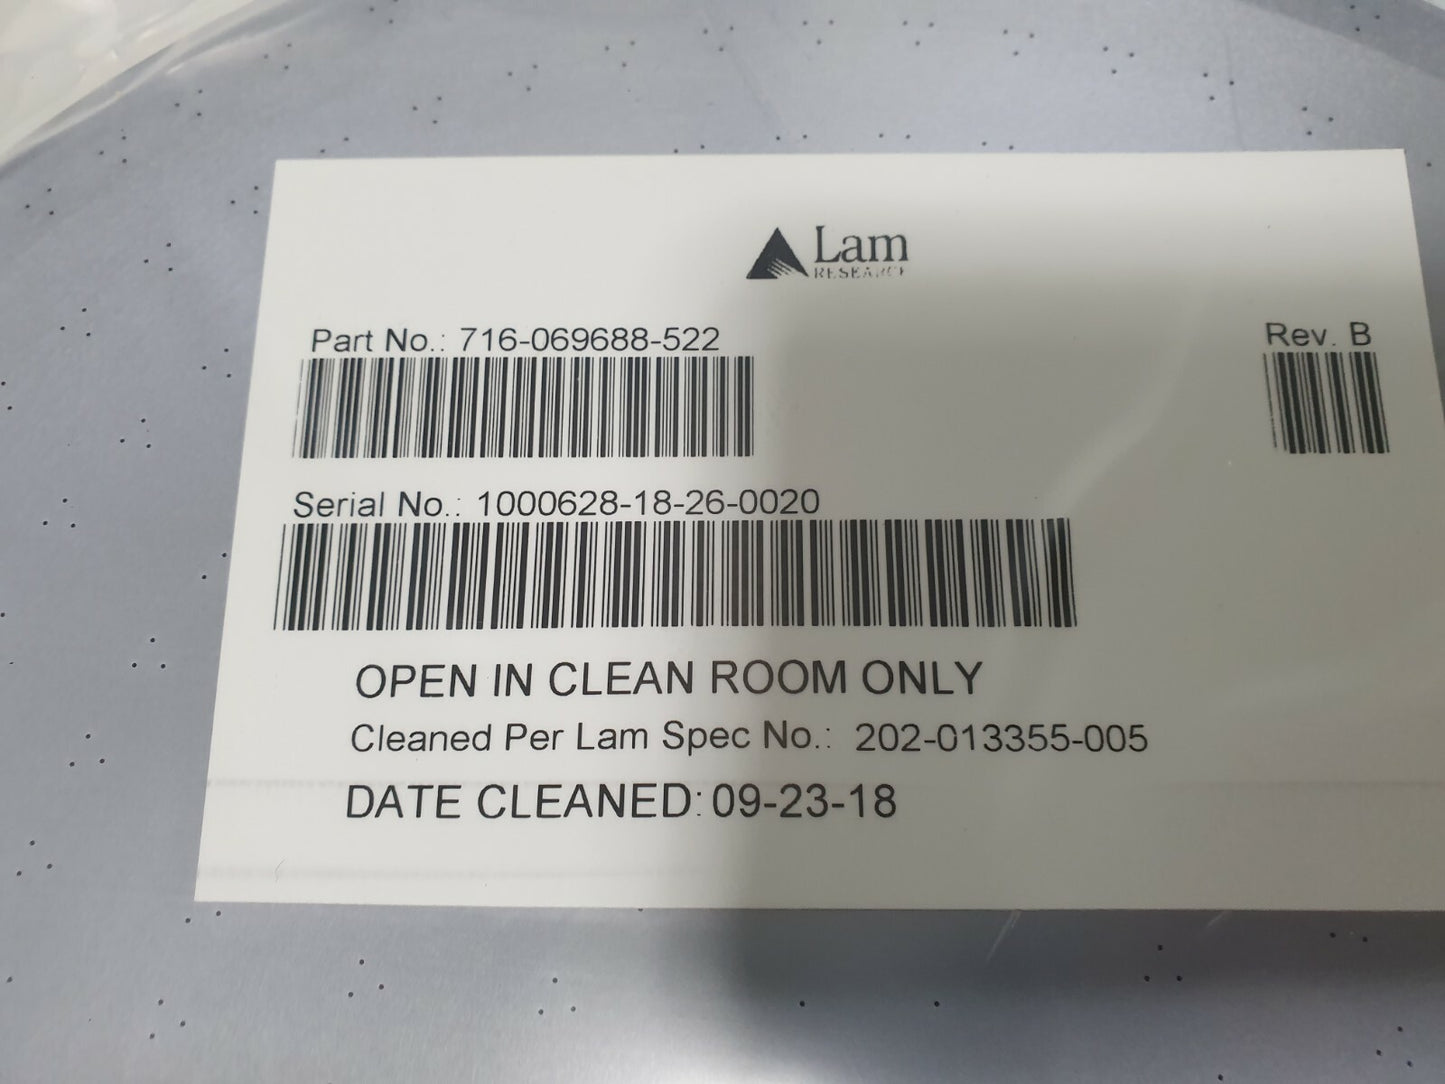 Lam
RESEARCH
Part No.: 716-069688-522
Rev. B
Serial No.: 1000628-18-26-0020
OPEN IN CLEAN ROOM ONLY
Cleaned Per Lam Spec No.: 202-013355-005
DATE CLEANED: 09-23-18